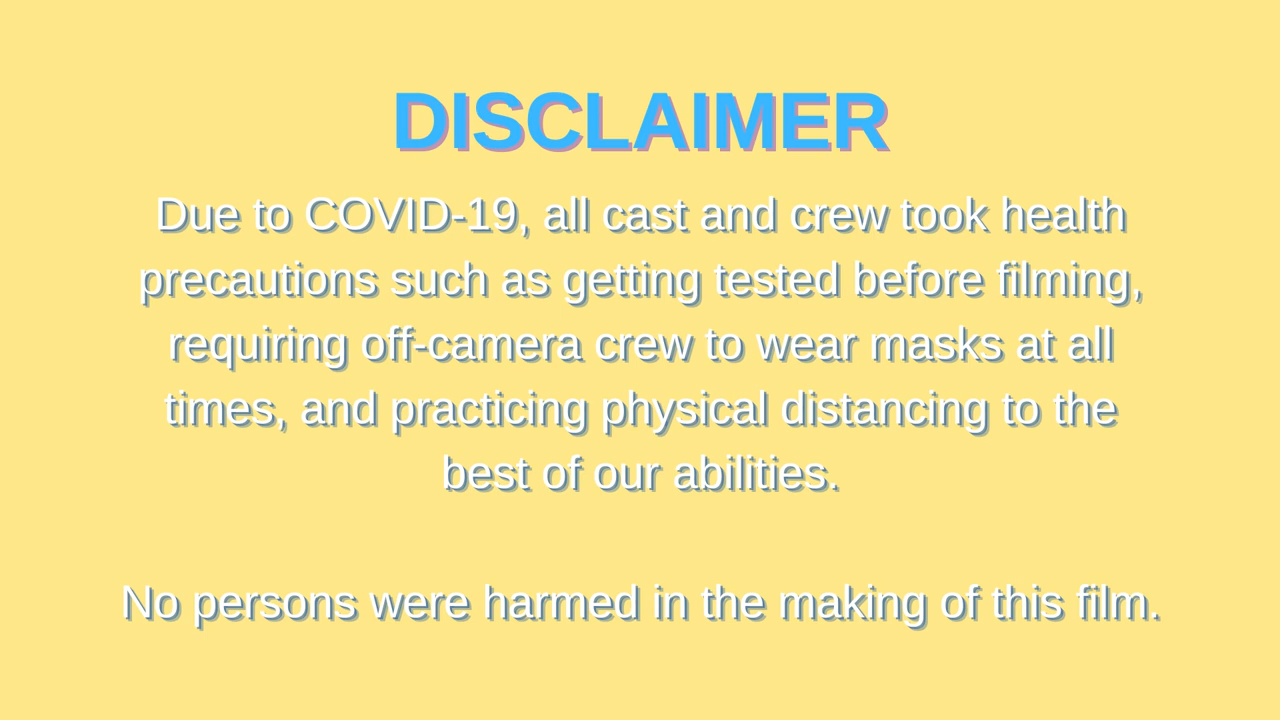 DISCLAIMER
Due to COVID-19, all cast and crew took health
precautions such as getting tested before filming,
requiring off-camera crew to wear masks at all
times, and practicing physical distancing to the
best of our abilities.
No persons were harmed in the making of this film.